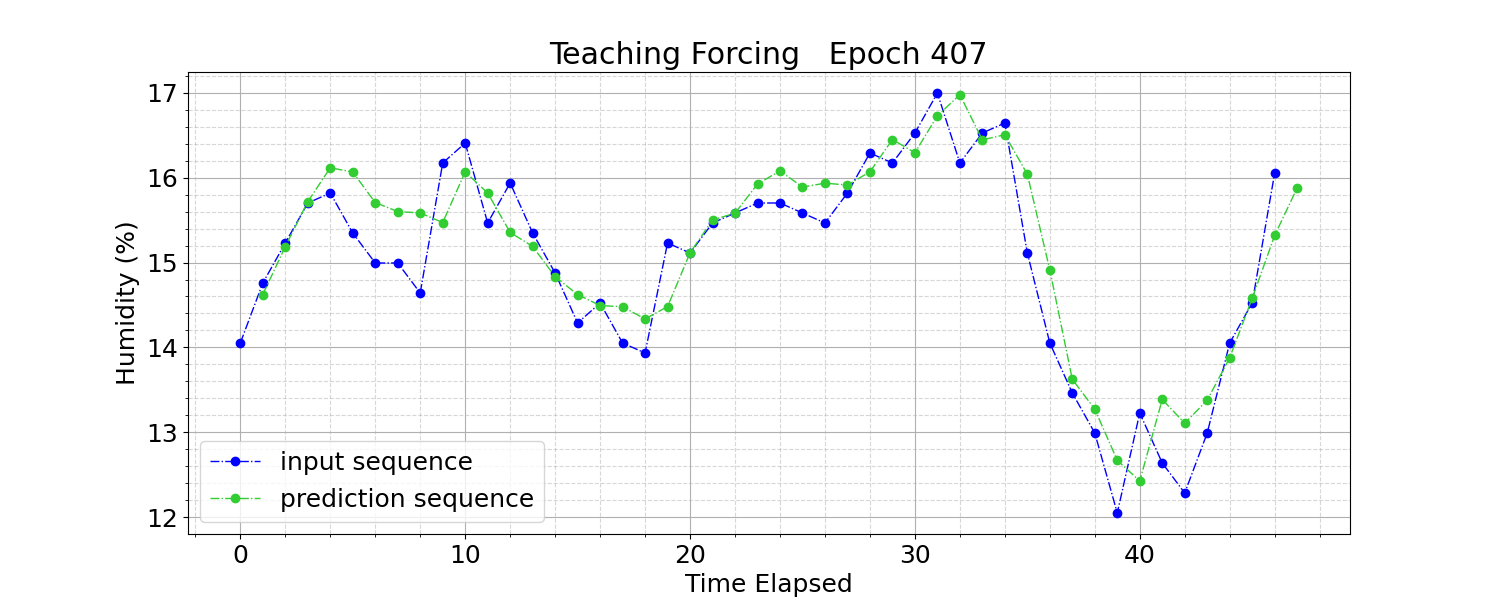 Teaching Forcing   Epoch 407
17
16
15
14
13
12
Humidity (%)
input sequence
prediction sequence
0 10 20 30 40
Time Elapsed